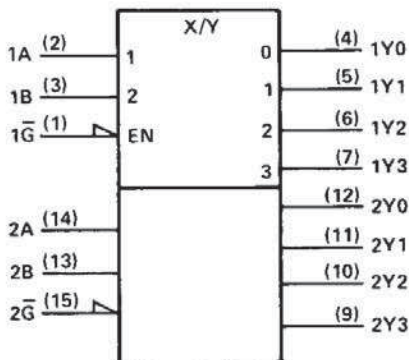 X/Y
1A (2) 1 0 (4) 1Y0
1B (3) 2 1 (5) 1Y1
1G̅ (1) EN 2 (6) 1Y2
3 (7) 1Y3
(12) 2Y0
2A (14) (11) 2Y1
2B (13) (10) 2Y2
2G̅ (15) (9) 2Y3